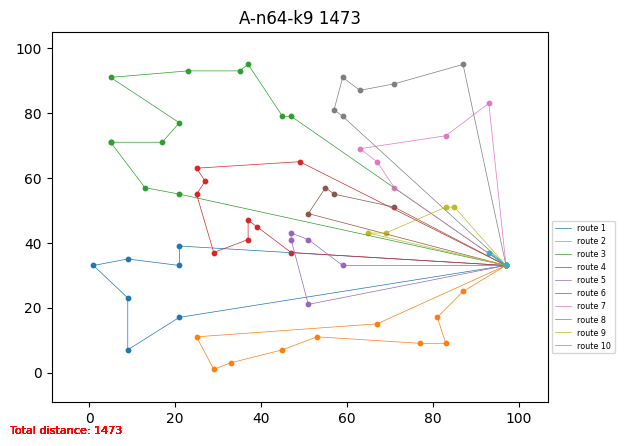 A-n64-k9 1473
100
80
60
40
20
0
0 20 40 60 80 100
route 1
route 2
route 3
route 4
route 5
route 6
route 7
route 8
route 9
route 10
Total distance: 1473